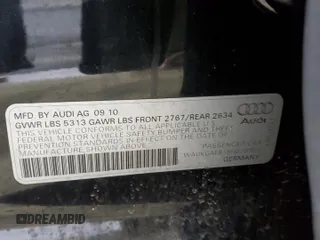 MFD. BY AUDI AG 09 10
GVWR LBS 5313 GAWR LBS FRONT 2767/REAR 2634
THIS VEHICLE CONFORMS TO ALL APPLICABLE U.S.
FEDERAL MOTOR VEHICLE SAFETY, BUMPER AND THEFT
PREVENTION STANDARDS IN EFFECT ON THE DATE OF
MANUFACTURE SHOWN ABOVE.
Audi
PASSENGER CAR
GERMANY
DREAMBID